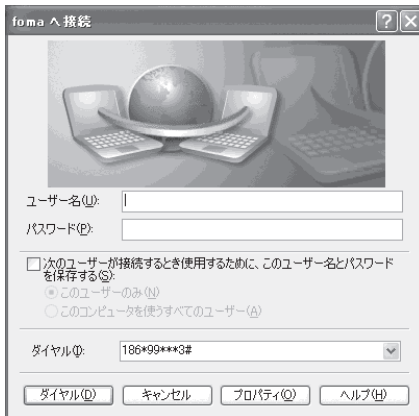 foma へ接続
ユーザー名(U):
パスワード(P):
次のユーザーが接続するとき使用するために、このユーザー名とパスワード
を保存する(S):
このユーザーのみ(N)
このコンピュータを使うすべてのユーザー(A)
ダイヤル(I):
186*99***3#
ダイヤル(D) キャンセル プロパティ(O) ヘルプ(H)